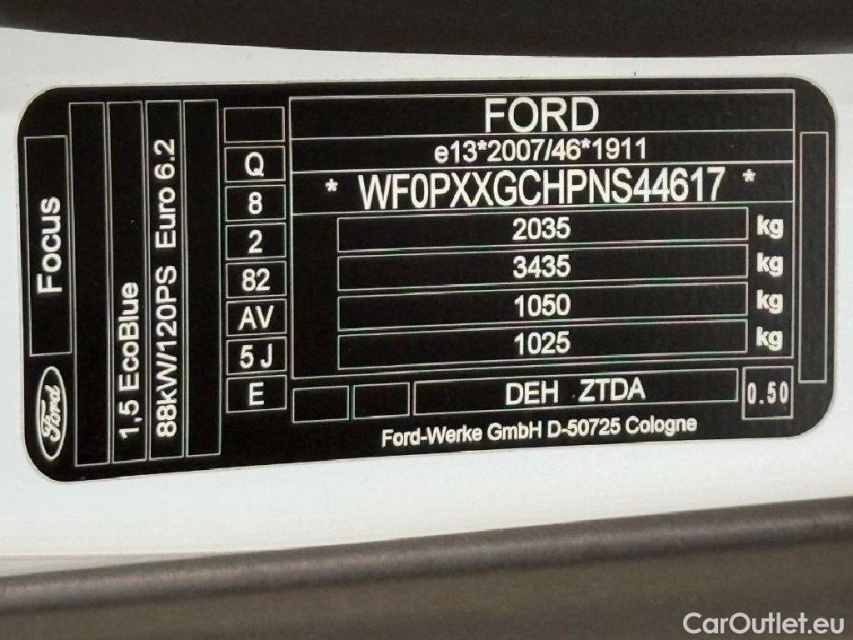 FORD
e13*2007/46*1911
* WF0PXXGCHPNS44617 *
2035 kg
3435 kg
1050 kg
1025 kg
DEH ZTDA
0.50
Ford-Werke GmbH D-50725 Cologne
Q
8
2
82
AV
5J
E
Focus
Ford
1,5 EcoBlue
88kW/120PS Euro 6.2
CarOutlet.eu